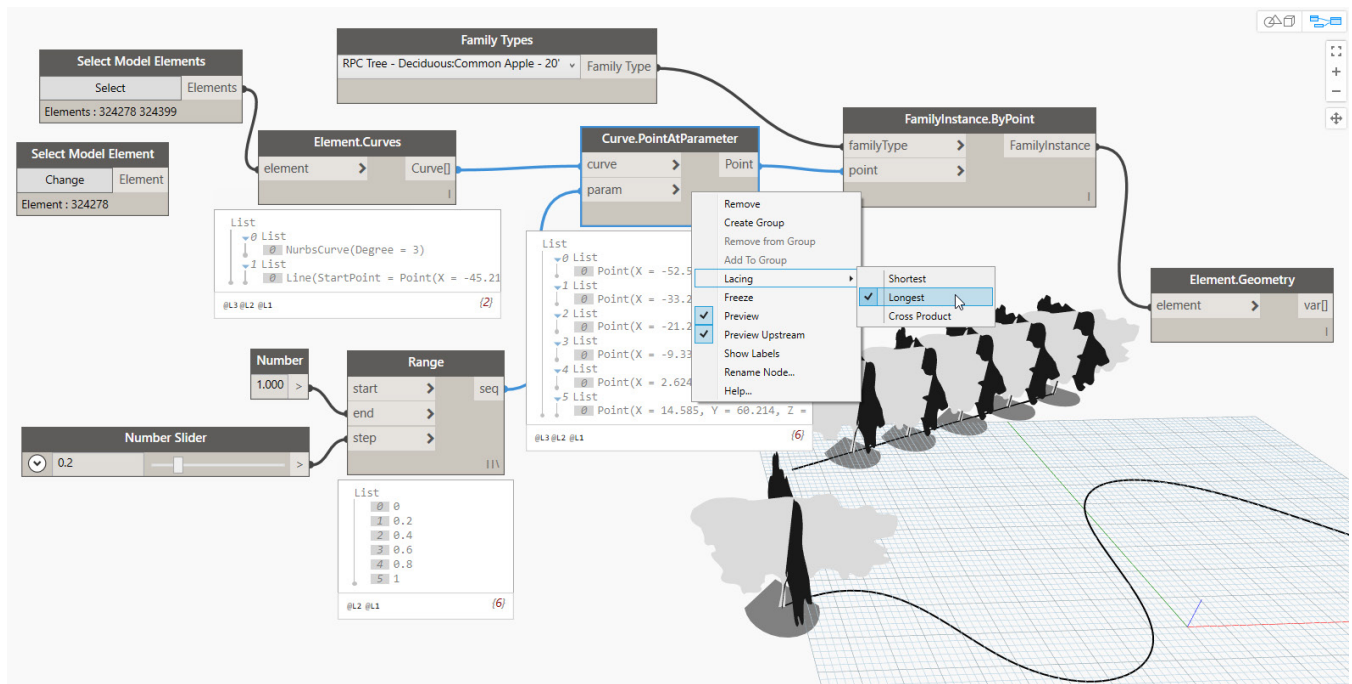 Select Model Elements
Select
Elements
Elements : 324278 324399
Select Model Element
Change
Element
Element : 324278
Family Types
RPC Tree - Deciduous:Common Apple - 20'
Family Type
Element.Curves
element
>
Curve[]
l
List
0 List
0 NurbsCurve(Degree = 3)
1 List
0 Line(StartPoint = Point(X = -45.21
@L3 @L2 @L1
{2}
Curve.PointAtParameter
curve
>
Point
param
>
List
0 List
0 Point(X = -52.5
1 List
0 Point(X = -33.2
2 List
0 Point(X = -21.2
3 List
0 Point(X = -9.33
4 List
0 Point(X = 2.624
5 List
0 Point(X = 14.585, Y = 60.214, Z =
@L3 @L2 @L1
{6}
FamilyInstance.ByPoint
familyType
>
FamilyInstance
point
>
l
Remove
Create Group
Remove from Group
Add To Group
Lacing
Freeze
Preview
Preview Upstream
Show Labels
Rename Node...
Help...
Shortest
Longest
Cross Product
Element.Geometry
element
>
var[]
l
Number
1.000
>
Range
start
>
seq
end
>
step
>
ll\
Number Slider
0.2
>
List
0 0
1 0.2
2 0.4
3 0.6
4 0.8
5 1
@L2 @L1
{6}